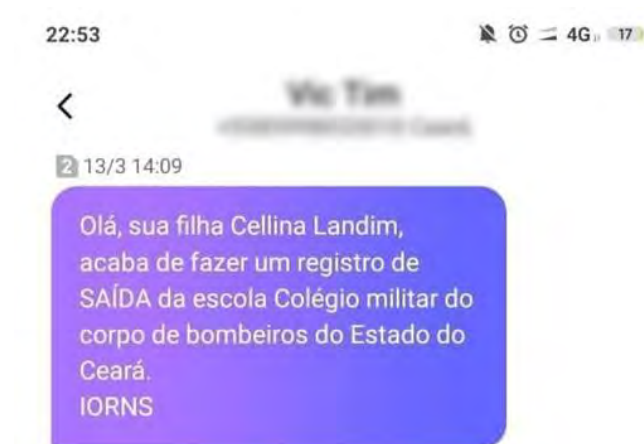 22:53
4G 17
2 13/3 14:09
Olá, sua filha Cellina Landim,
acaba de fazer um registro de
SAÍDA da escola Colégio militar do
corpo de bombeiros do Estado do
Ceará.
IORNS